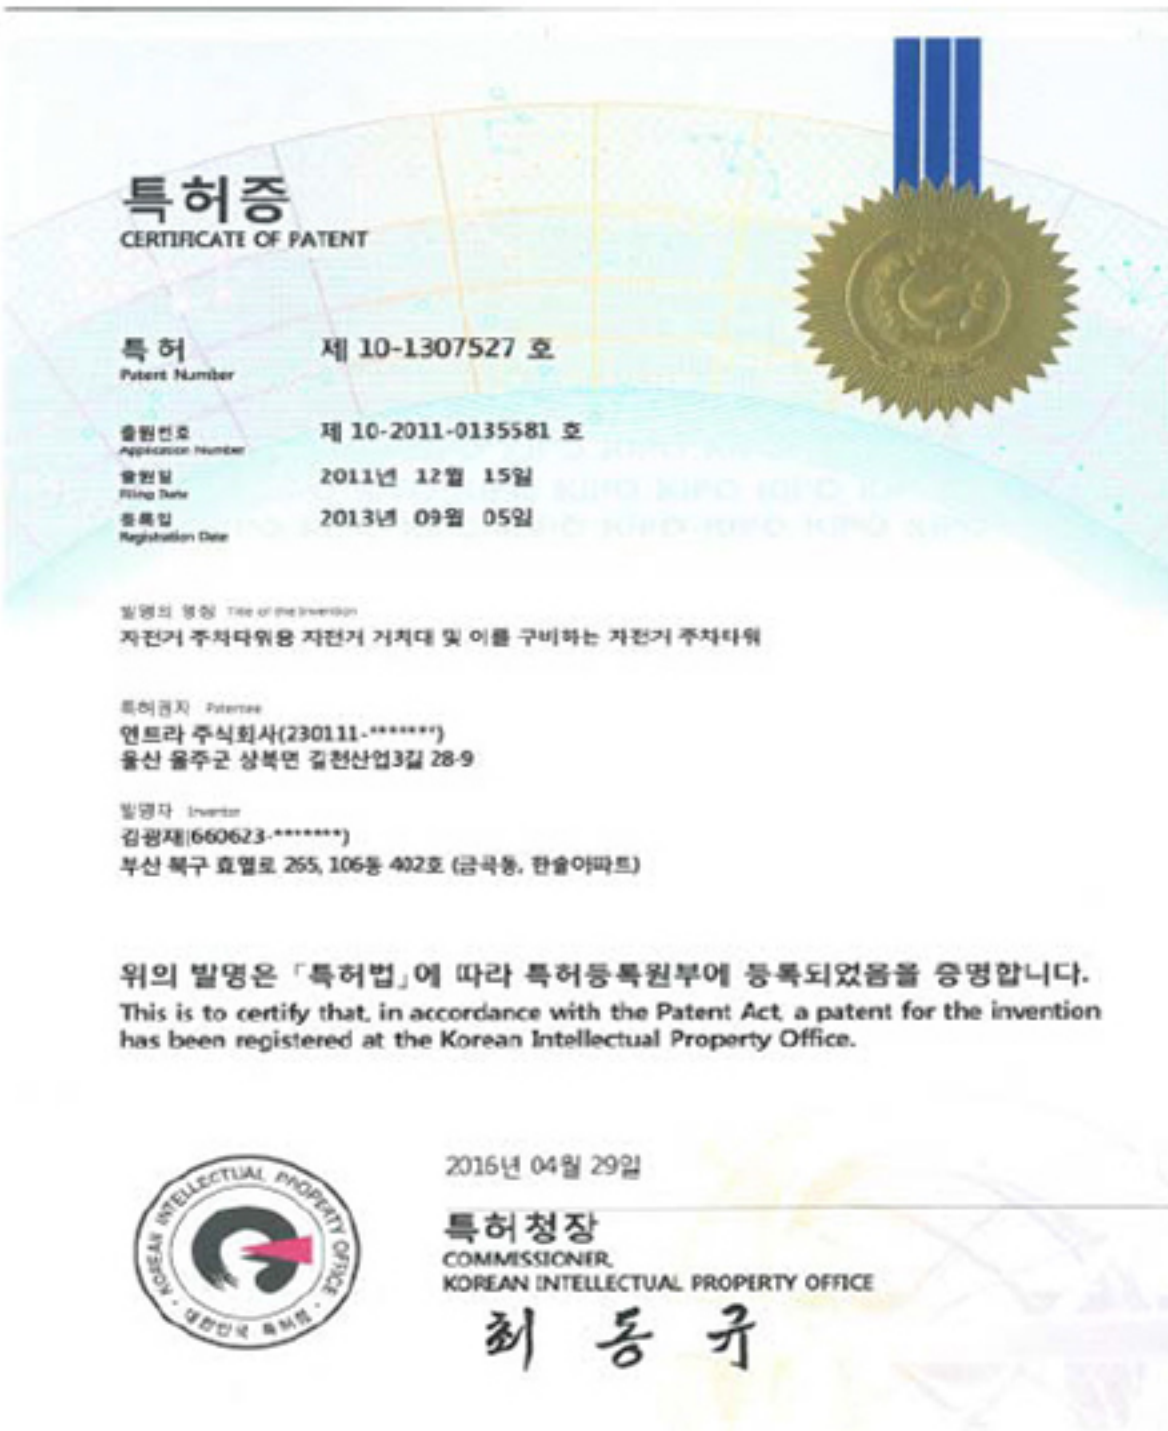 특허증
CERTIFICATE OF PATENT
특 허 제 10-1307527 호
Patent Number
출원번호 제 10-2011-0135581 호
Application Number
출원일 2011년 12월 15일
Filing Date
등록일 2013년 09월 05일
Registration Date
발명의 명칭 Title of the Invention
자전거 주차타워용 자전거 거치대 및 이를 구비하는 자전거 주차타워
특허권자 Patentee
엔트라 주식회사(230111-*******)
울산 울주군 상북면 길천산업3길 28-9
발명자 Inventor
김광재(660623-*******)
부산 북구 효열로 265, 106동 402호 (금곡동, 한솔아파트)
위의 발명은 「특허법」에 따라 특허등록원부에 등록되었음을 증명합니다.
This is to certify that, in accordance with the Patent Act, a patent for the invention
has been registered at the Korean Intellectual Property Office.
2016년 04월 29일
특허청장
COMMISSIONER,
KOREAN INTELLECTUAL PROPERTY OFFICE
최 동 규
KOREAN INTELLECTUAL PROPERTY OFFICE
대한민국 특허청